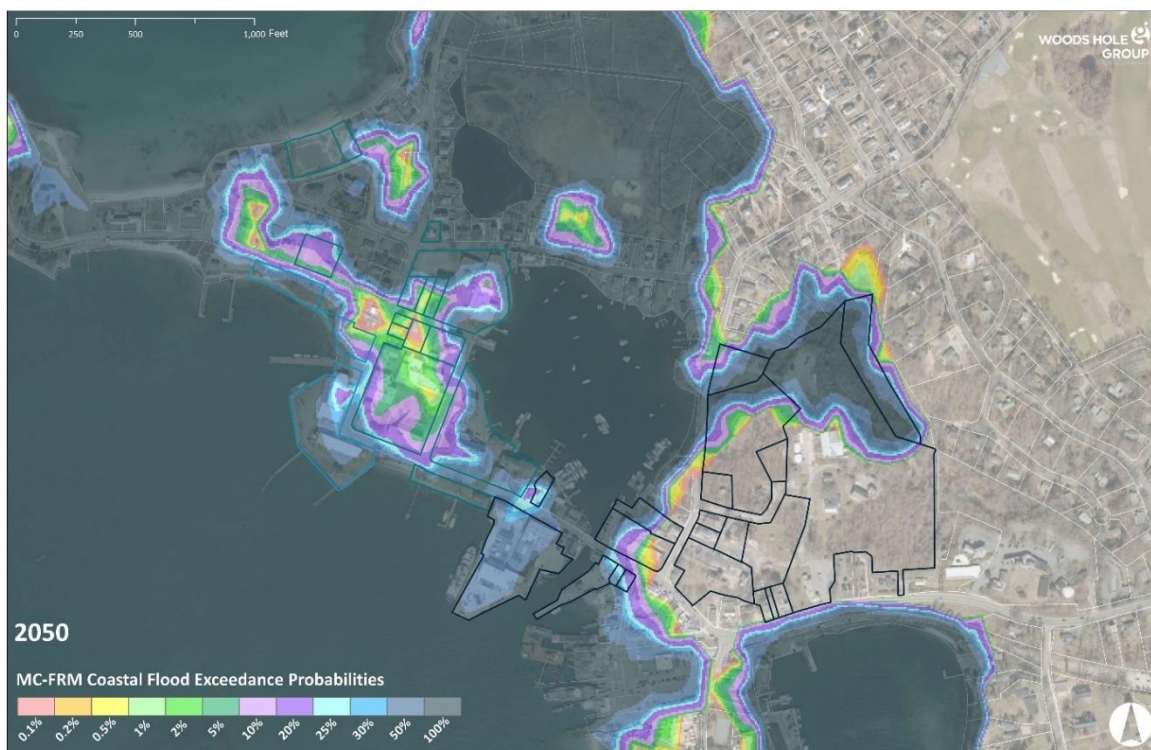 0 250 500 1,000 Feet
WOODS HOLE
GROUP
2050
MC-FRM Coastal Flood Exceedance Probabilities
0.1% 0.2% 0.5% 1% 2% 5% 10% 20% 25% 30% 50% 100%